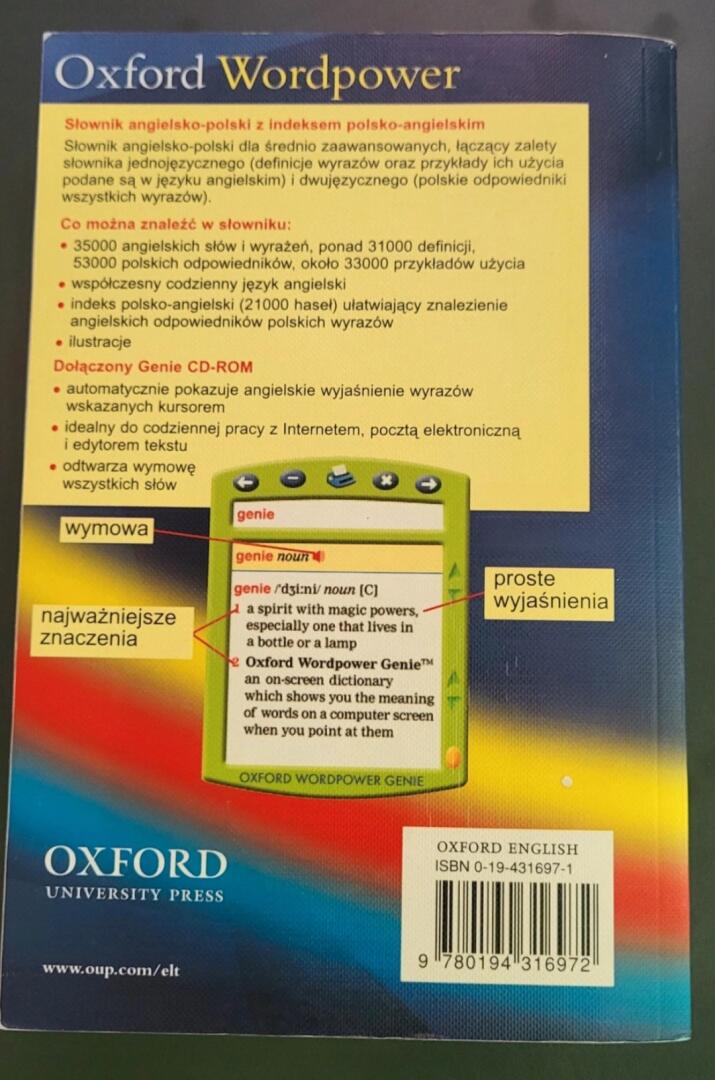 Oxford Wordpower
Słownik angielsko-polski z indeksem polsko-angielskim
Słownik angielsko-polski dla średnio zaawansowanych, łączący zalety
słownika jednojęzycznego (definicje wyrazów oraz przykłady ich użycia
podane są w języku angielskim) i dwujęzycznego (polskie odpowiedniki
wszystkich wyrazów).
Co można znaleźć w słowniku:
• 35000 angielskich słów i wyrażeń, ponad 31000 definicji,
53000 polskich odpowiedników, około 33000 przykładów użycia
• współczesny codzienny język angielski
• indeks polsko-angielski (21000 haseł) ułatwiający znalezienie
angielskich odpowiedników polskich wyrazów
• ilustracje
Dołączony Genie CD-ROM
• automatycznie pokazuje angielskie wyjaśnienie wyrazów
wskazanych kursorem
• idealny do codziennej pracy z Internetem, pocztą elektroniczną
i edytorem tekstu
• odtwarza wymowę
wszystkich słów
genie
wymowa
genie noun
genie /'dʒi:ni/ noun [C]
1 a spirit with magic powers,
especially one that lives in
a bottle or a lamp
2 Oxford Wordpower Genie™
an on-screen dictionary
which shows you the meaning
of words on a computer screen
when you point at them
proste
wyjaśnienia
najważniejsze
znaczenia
OXFORD WORDPOWER GENIE
OXFORD
UNIVERSITY PRESS
www.oup.com/elt
OXFORD ENGLISH
ISBN 0-19-431697-1
9 780194 316972